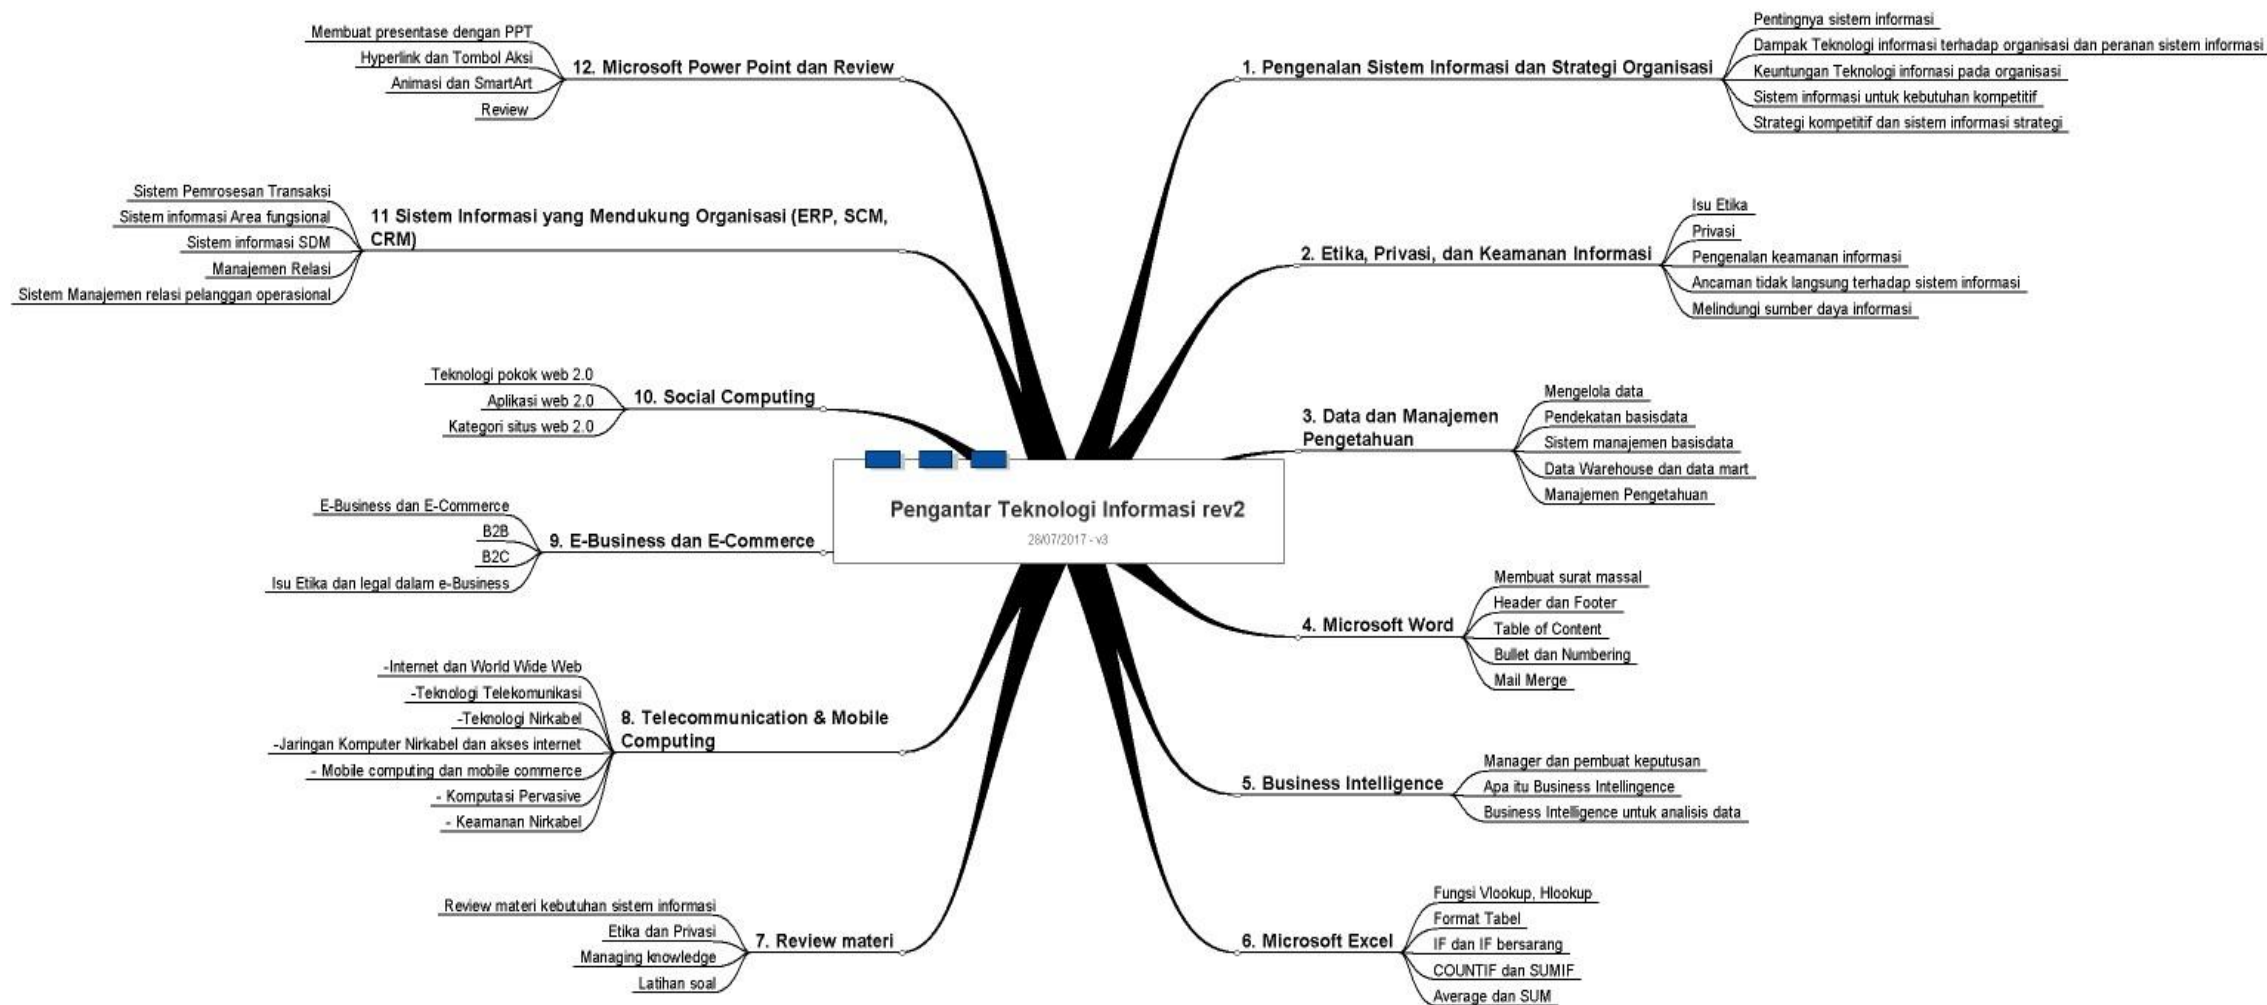 Pengantar Teknologi Informasi rev2
28/07/2017 - v3
1. Pengenalan Sistem Informasi dan Strategi Organisasi
Pentingnya sistem informasi
Dampak Teknologi informasi terhadap organisasi dan peranan sistem informasi
Keuntungan Teknologi infornasi pada organisasi
Sistem informasi untuk kebutuhan kompetitif
Strategi kompetitif dan sistem informasi strategi
2. Etika, Privasi, dan Keamanan Informasi
Isu Etika
Privasi
Pengenalan keamanan informasi
Ancaman tidak langsung terhadap sistem informasi
Melindungi sumber daya informasi
3. Data dan Manajemen
Pengetahuan
Mengelola data
Pendekatan basisdata
Sistem manajemen basisdata
Data Warehouse dan data mart
Manajemen Pengetahuan
4. Microsoft Word
Membuat surat massal
Header dan Footer
Table of Content
Bullet dan Numbering
Mail Merge
5. Business Intelligence
Manager dan pembuat keputusan
Apa itu Business Intellingence
Business Intelligence untuk analisis data
6. Microsoft Excel
Fungsi Vlookup, Hlookup
Format Tabel
IF dan IF bersarang
COUNTIF dan SUMIF
Average dan SUM
7. Review materi
Review materi kebutuhan sistem informasi
Etika dan Privasi
Managing knowledge
Latihan soal
8. Telecommunication & Mobile
Computing
-Internet dan World Wide Web
-Teknologi Telekomunikasi
-Teknologi Nirkabel
-Jaringan Komputer Nirkabel dan akses internet
- Mobile computing dan mobile commerce
- Komputasi Pervasive
- Keamanan Nirkabel
9. E-Business dan E-Commerce
E-Business dan E-Commerce
B2B
B2C
Isu Etika dan legal dalam e-Business
10. Social Computing
Teknologi pokok web 2.0
Aplikasi web 2.0
Kategori situs web 2.0
11 Sistem Informasi yang Mendukung Organisasi (ERP, SCM,
CRM)
Sistem Pemrosesan Transaksi
Sistem informasi Area fungsional
Sistem informasi SDM
Manajemen Relasi
Sistem Manajemen relasi pelanggan operasional
12. Microsoft Power Point dan Review
Membuat presentase dengan PPT
Hyperlink dan Tombol Aksi
Animasi dan SmartArt
Review